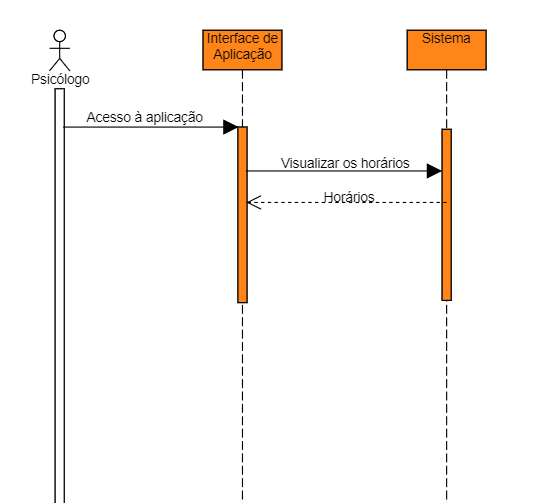 Interface de
Aplicação
Sistema
Psicólogo
Acesso à aplicação
Visualizar os horários
Horários